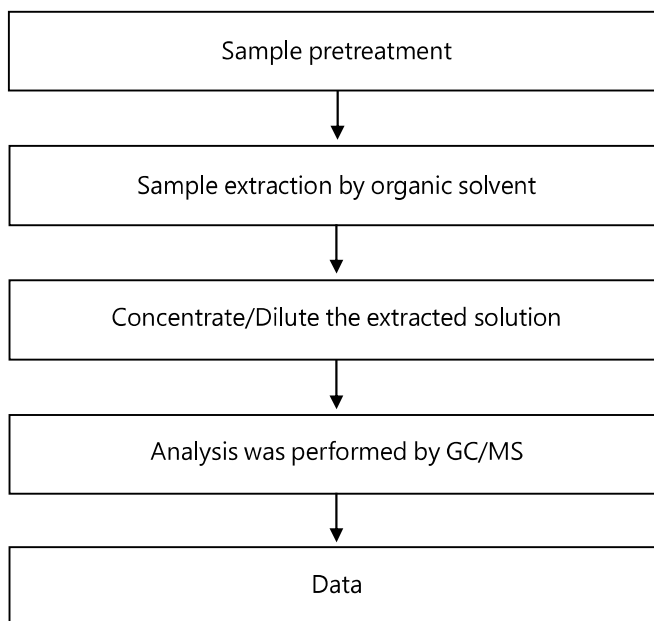 Sample pretreatment
Sample extraction by organic solvent
Concentrate/Dilute the extracted solution
Analysis was performed by GC/MS
Data